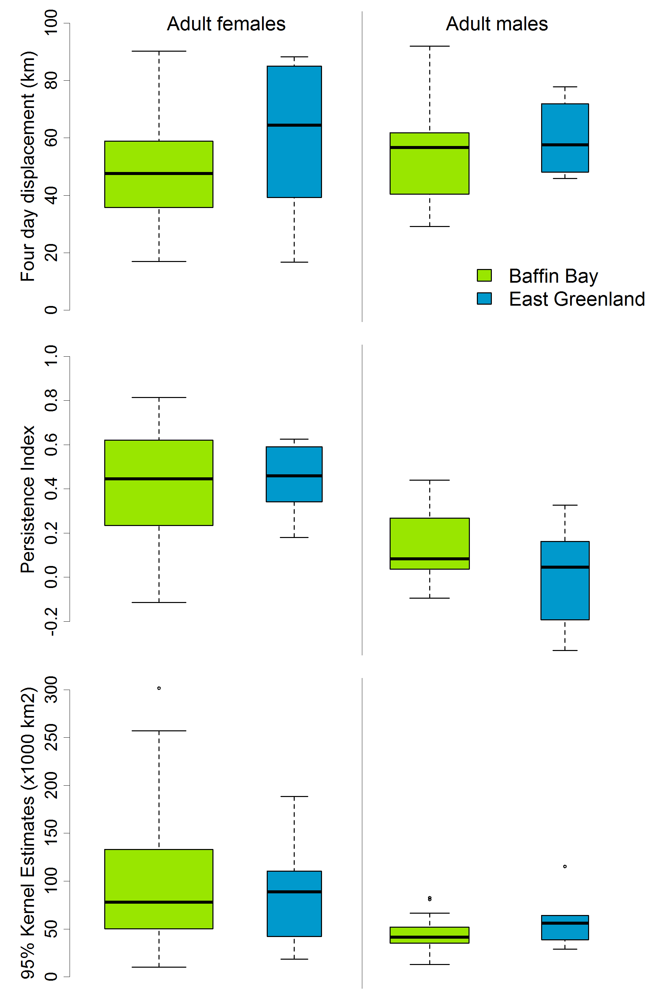 Adult females
Adult males
Four day displacement (km)
100
80
60
40
20
0
Baffin Bay
East Greenland
Persistence Index
1.0
0.8
0.6
0.4
0.2
0.0
-0.2
95% Kernel Estimates (x1000 km2)
300
250
200
150
100
50
0